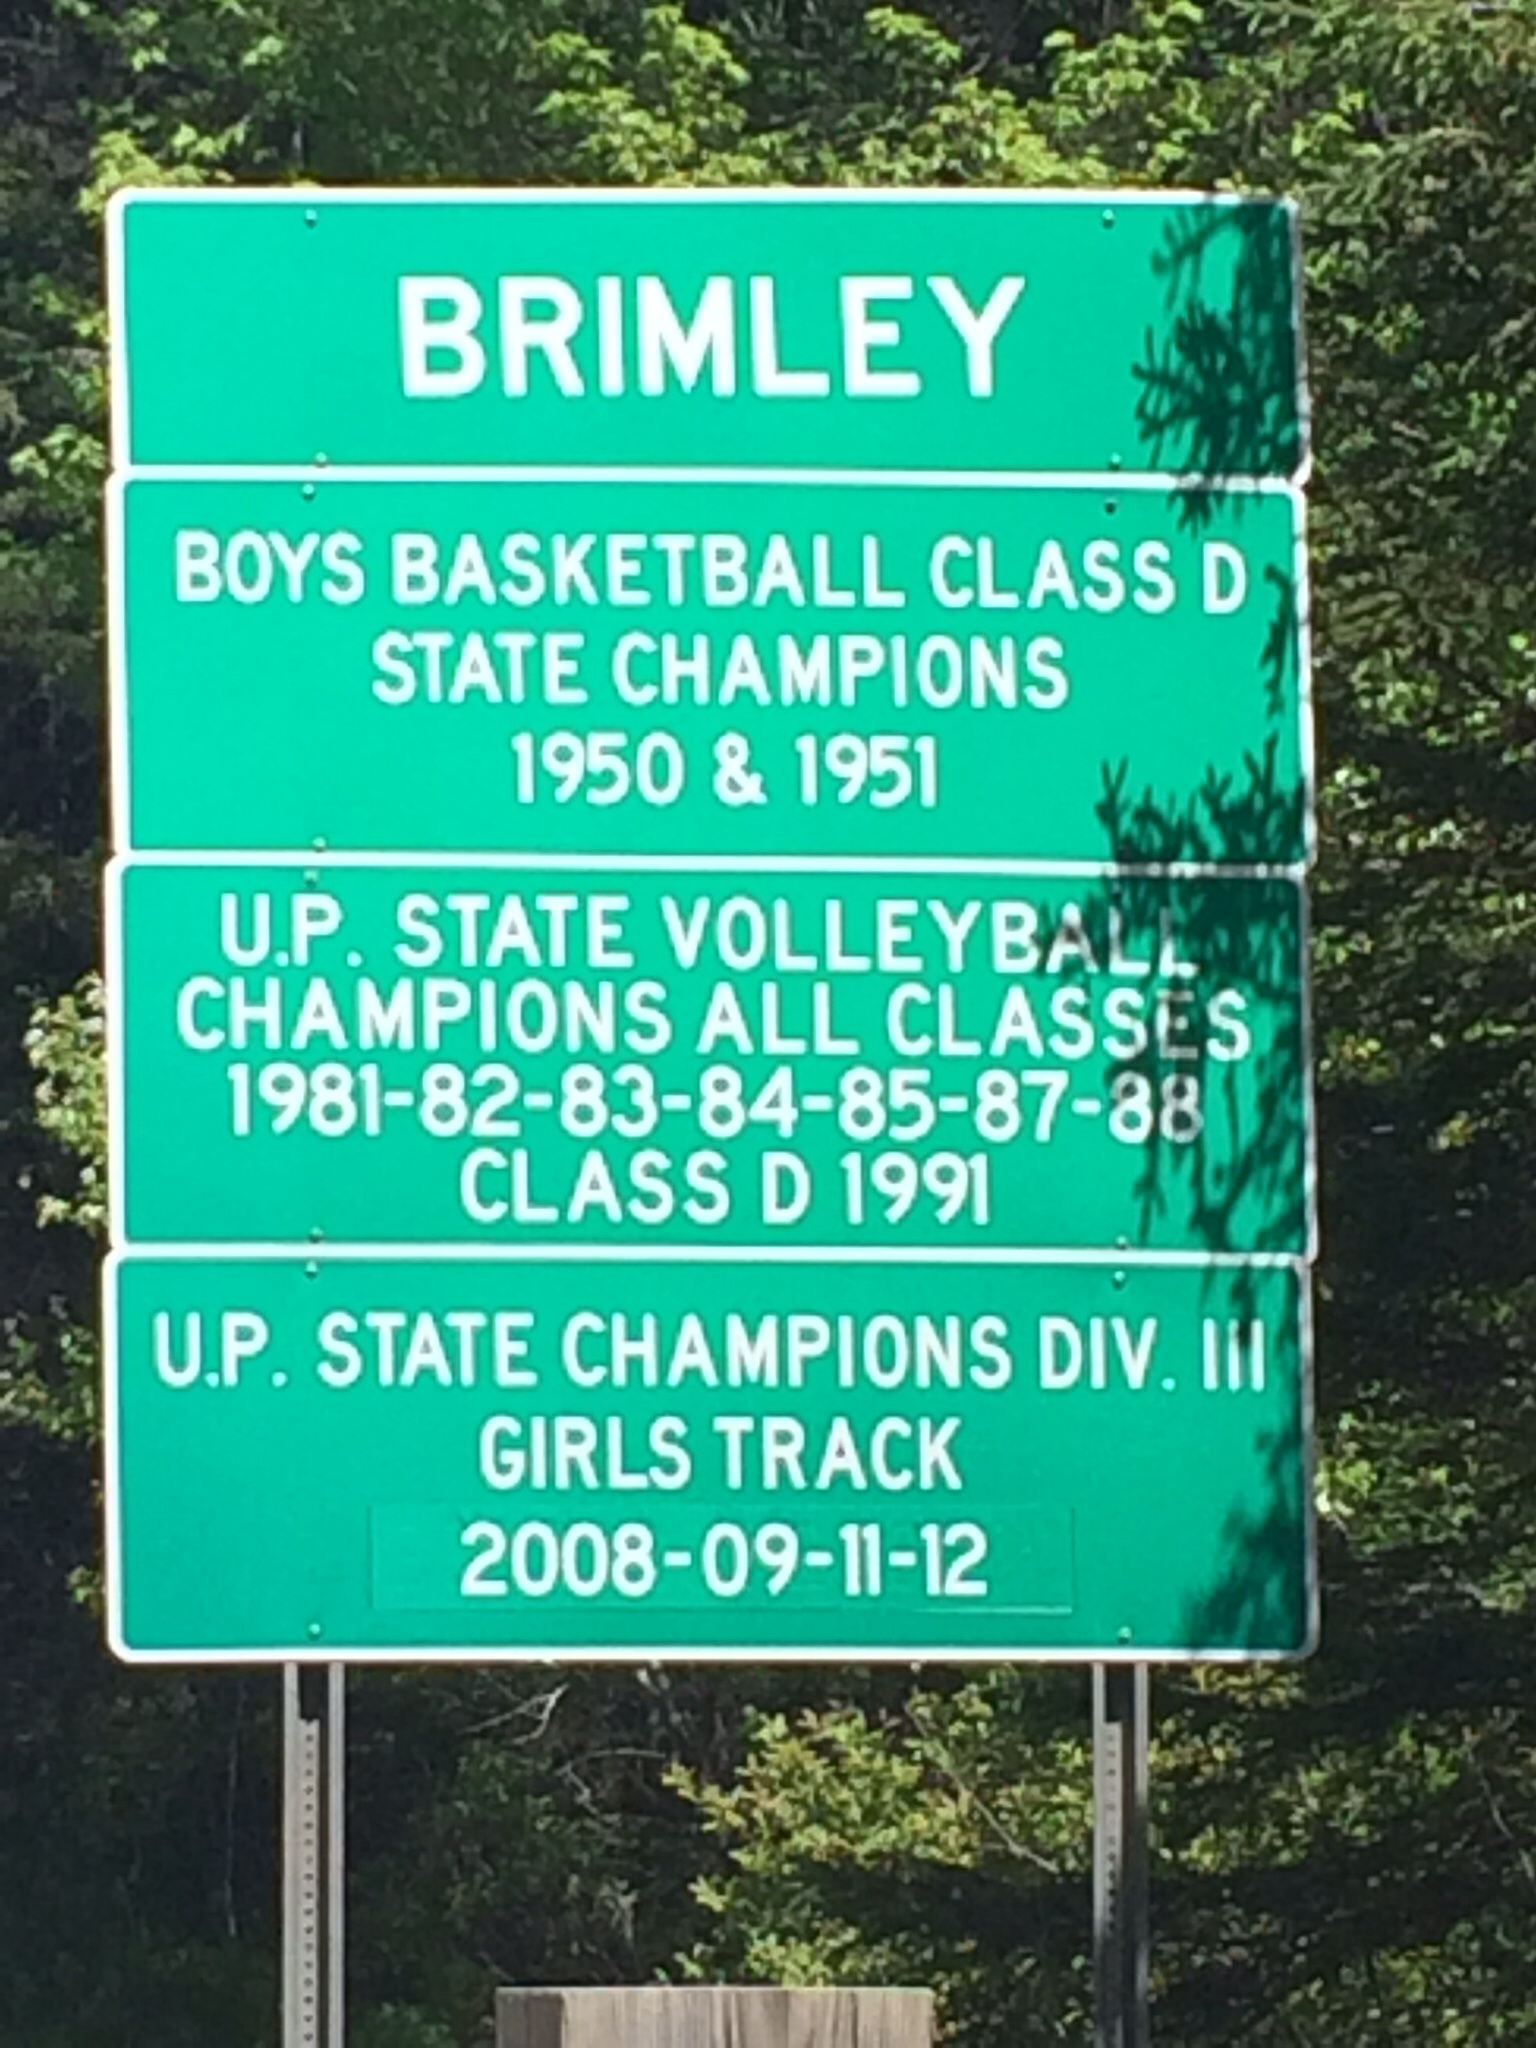 BRIMLEY
BOYS BASKETBALL CLASS D
STATE CHAMPIONS
1950 & 1951
U.P. STATE VOLLEYBALL
CHAMPIONS ALL CLASSES
1981-82-83-84-85-87-88
CLASS D 1991
U.P. STATE CHAMPIONS DIV. III
GIRLS TRACK
2008-09-11-12